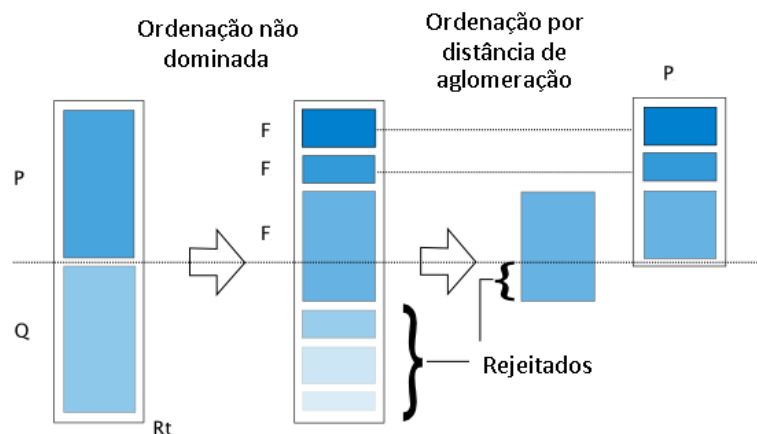 Ordenação não
dominada
Ordenação por
distância de
aglomeração
P
F
F
P
F
Q
Rejeitados
Rt